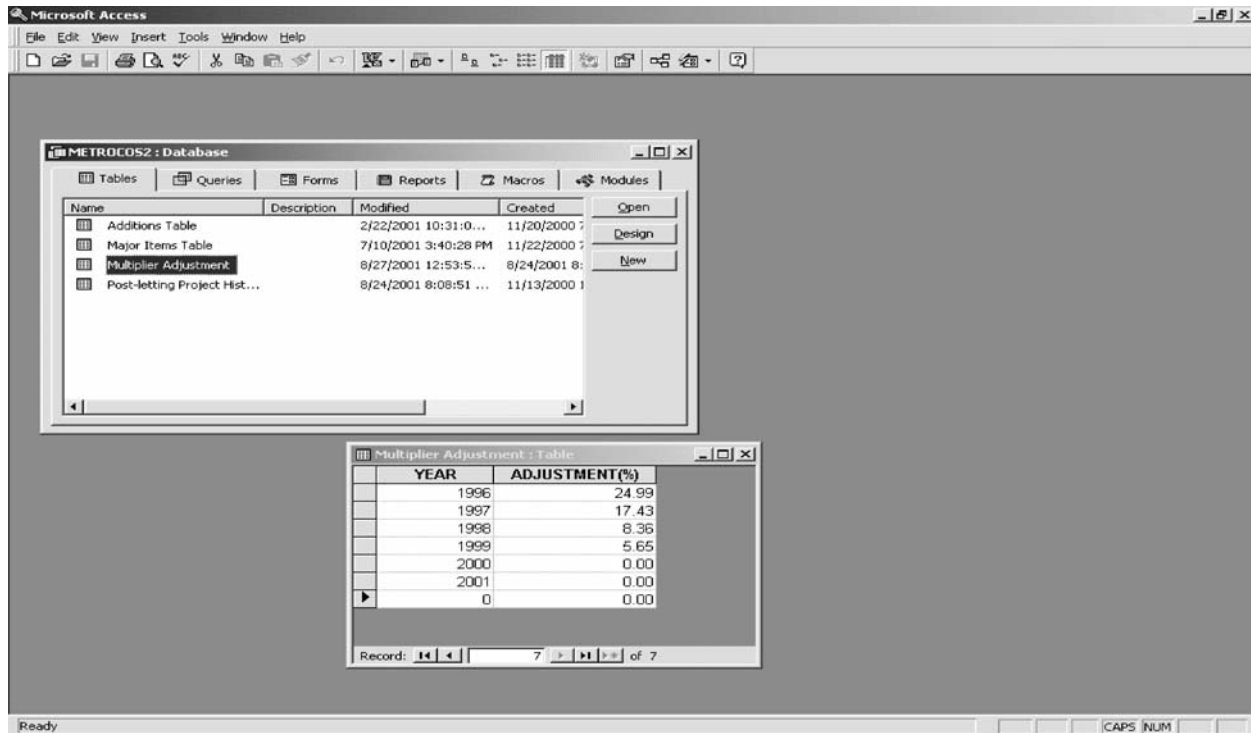 Microsoft Access
File Edit View Insert Tools Window Help
METROCOS2 : Database
Tables Queries Forms Reports Macros Modules
Name Description Modified Created
Additions Table 2/22/2001 10:31:0... 11/20/2000 7
Major Items Table 7/10/2001 3:40:28 PM 11/22/2000 7
Multiplier Adjustment 8/27/2001 12:53:5... 8/24/2001 8:
Post-letting Project Hist... 8/24/2001 8:08:51 ... 11/13/2000 1
Open
Design
New
Multiplier Adjustment : Table
YEAR ADJUSTMENT(%)
1996 24.99
1997 17.43
1998 8.36
1999 5.65
2000 0.00
2001 0.00
0 0.00
Record: 7 of 7
Ready CAPS NUM